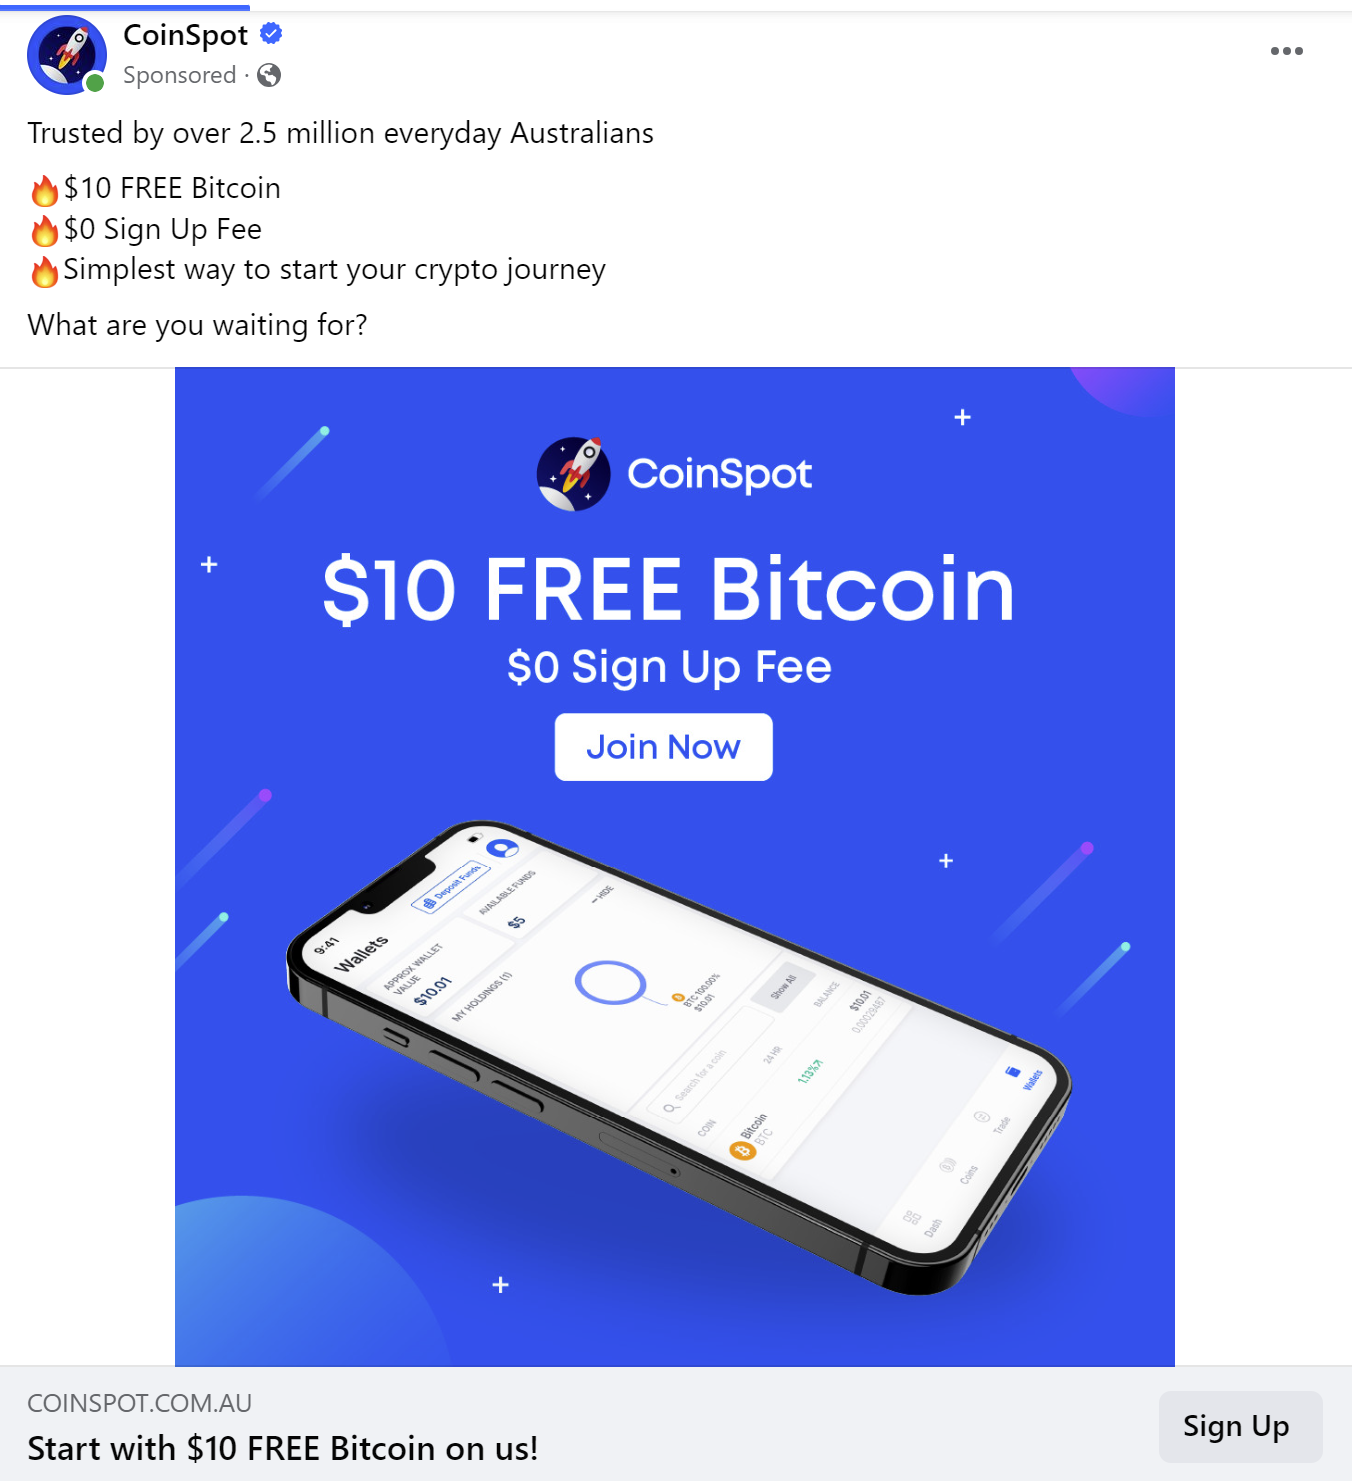 CoinSpot
Sponsored ·
Trusted by over 2.5 million everyday Australians
🔥$10 FREE Bitcoin
🔥$0 Sign Up Fee
🔥Simplest way to start your crypto journey
What are you waiting for?
CoinSpot
$10 FREE Bitcoin
$0 Sign Up Fee
Join Now
9:41
Wallets
Deposit Funds
APPROX WALLET
VALUE
$10.01
AVAILABLE FUNDS
$5
MY HOLDINGS (1)
— HIDE
BTC 100.00%
$10.01
Show All
Search for a coin
COIN
24 HR
BALANCE
Bitcoin
BTC
1.13%↗
$10.01
0.00029487
Dash
Coins
Trade
Wallets
COINSPOT.COM.AU
Start with $10 FREE Bitcoin on us!
Sign Up